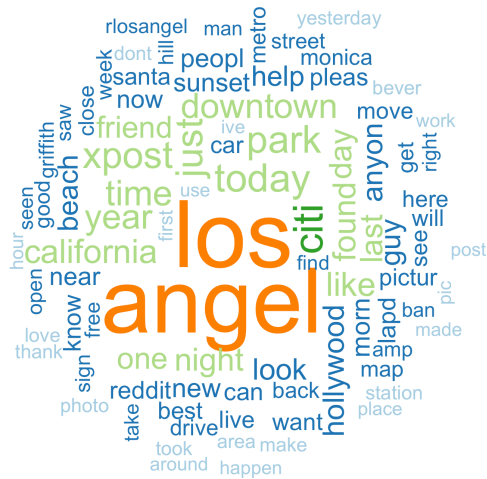 yesterday
rlosangel man
dont hill metro street
week peopl monica
santa sunset help pleas bever
close now downtown move work
saw friend ive car park anyon get right
griffith xpost just today
good beach time use found day here
seen year first los citi last guy will
hour california find see post
open near angel like pictur pic
know free hollywood morn lapd ban made
love thank sign one night look amp
reddit new can back map
photo best want station
take drive live place
took area make
around happen